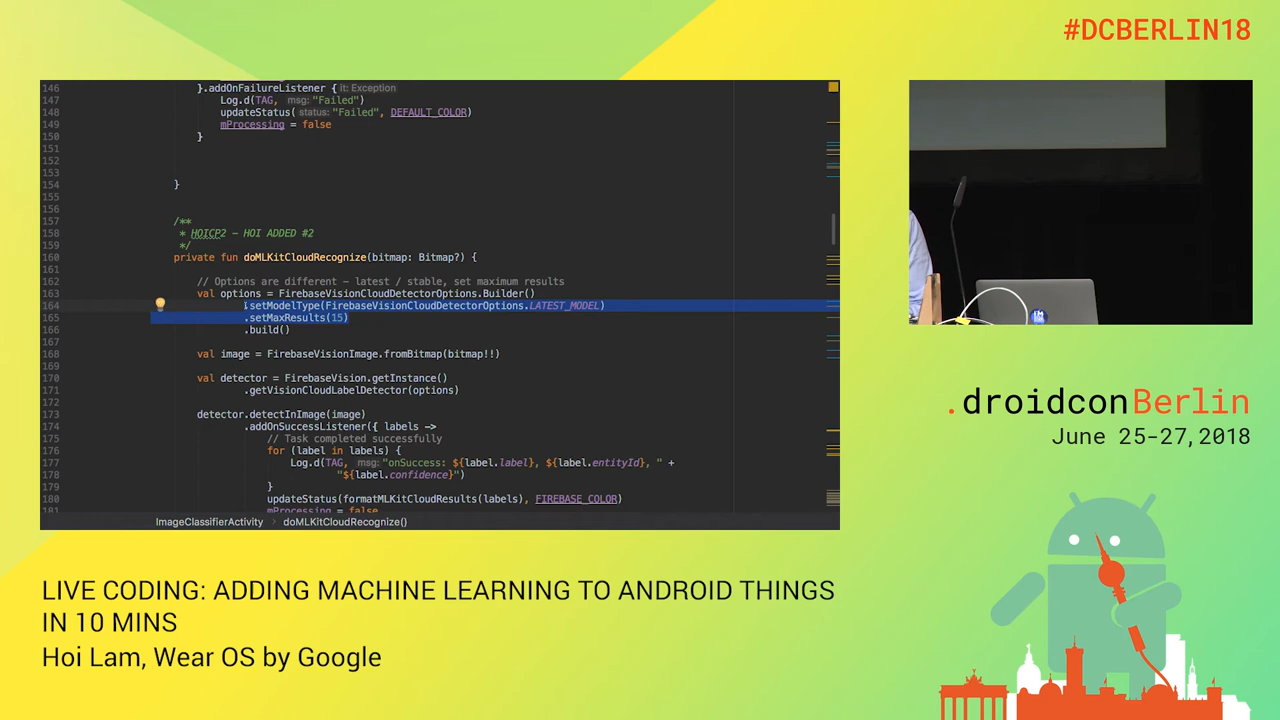 #DCBERLIN18
146 }.addOnFailureListener { it: Exception
147 Log.d(TAG, msg: "Failed")
148 updateStatus( status: "Failed", DEFAULT_COLOR)
149 mProcessing = false
150 }
151
152
153
154 }
155
156
157 /**
158 * HOICP2 – HOI ADDED #2
159 */
160 private fun doMLKitCloudRecognize(bitmap: Bitmap?) {
161
162 // Options are different – latest / stable, set maximum results
163 val options = FirebaseVisionCloudDetectorOptions.Builder()
164 .setModelType(FirebaseVisionCloudDetectorOptions.LATEST_MODEL)
165 .setMaxResults(15)
166 .build()
167
168 val image = FirebaseVisionImage.fromBitmap(bitmap!!)
169
170 val detector = FirebaseVision.getInstance()
171 .getVisionCloudLabelDetector(options)
172
173 detector.detectInImage(image)
174 .addOnSuccessListener({ labels ->
175 // Task completed successfully
176 for (label in labels) {
177 Log.d(TAG, msg: "onSuccess: ${label.label}, ${label.entityId}, " +
178 "${label.confidence}")
179 }
180 updateStatus(formatMLKitCloudResults(labels), FIREBASE_COLOR)
181 mProcessing = false
ImageClassifierActivity > doMLKitCloudRecognize()
.droidconBerlin
June 25-27,2018
LIVE CODING: ADDING MACHINE LEARNING TO ANDROID THINGS
IN 10 MINS
Hoi Lam, Wear OS by Google